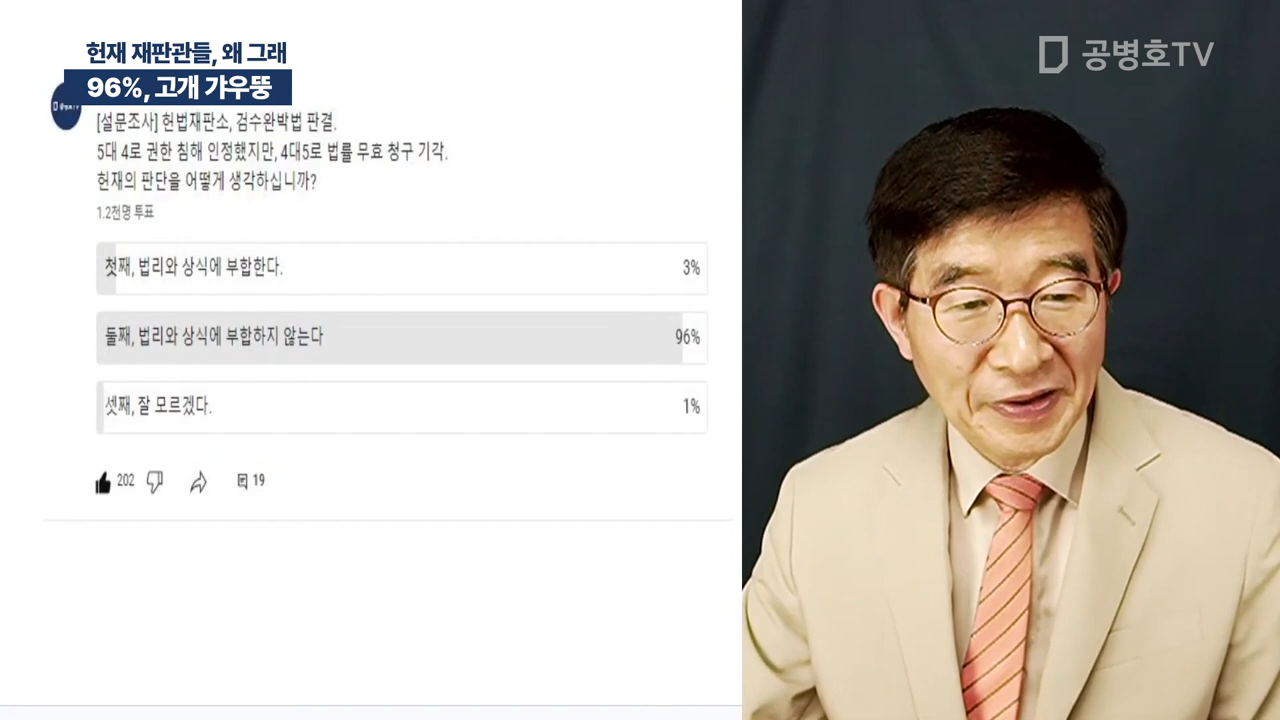 헌재 재판관들, 왜 그래
96%, 고개 갸우뚱
공병호TV
[설문조사] 헌법재판소, 검수완박법 판결.
5대 4로 권한 침해 인정했지만, 4대5로 법률 무효 청구 기각.
헌재의 판단을 어떻게 생각하십니까?
1.2천명 투표
첫째, 법리와 상식에 부합한다.
3%
둘째, 법리와 상식에 부합하지 않는다
96%
셋째, 잘 모르겠다.
1%
202
19
공병호TV